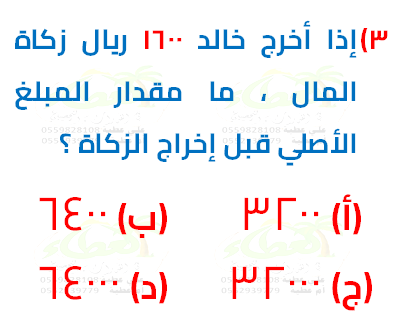 ٣) إذا أخرج خالد ١٦٠٠ ريال زكاة
المال ، ما مقدار المبلغ
الأصلي قبل إخراج الزكاة ؟
(أ) ٣٢٠٠ (ب) ٦٤٠٠
(ج) ٣٢٠٠٠ (د) ٦٤٠٠٠